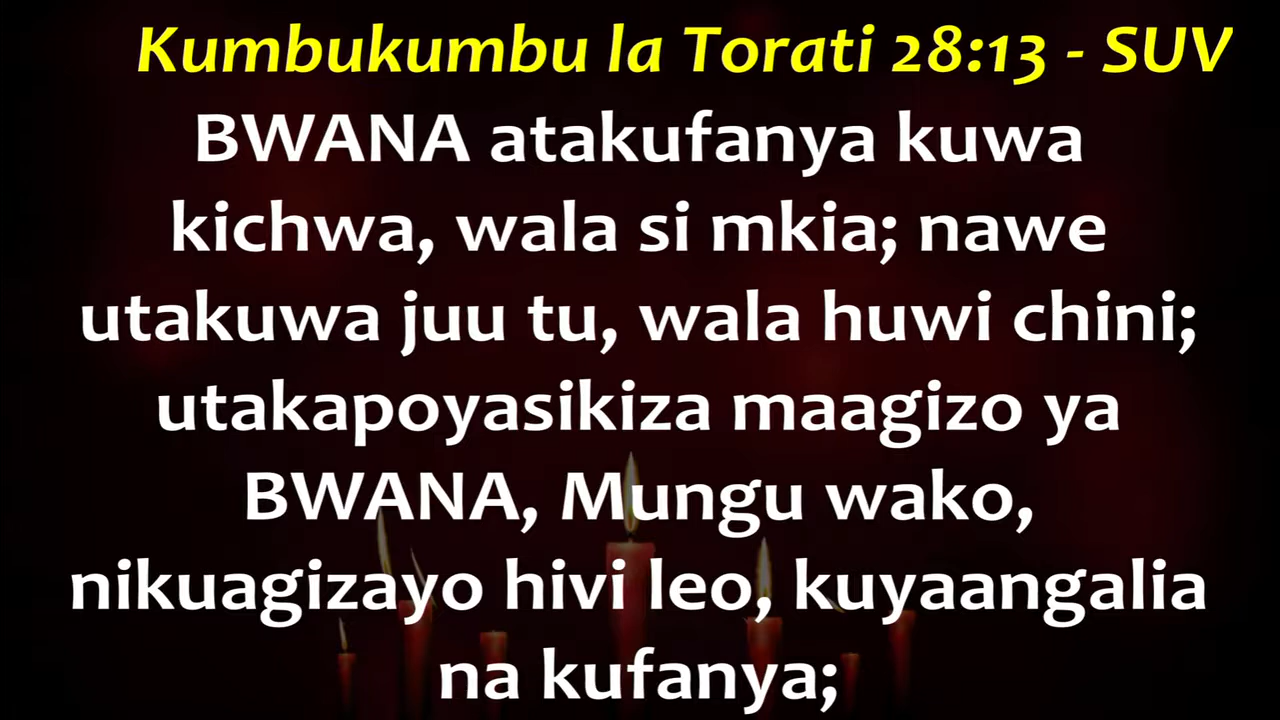 Kumbukumbu la Torati 28:13 - SUV
BWANA atakufanya kuwa
kichwa, wala si mkia; nawe
utakuwa juu tu, wala huwi chini;
utakapoyasikiza maagizo ya
BWANA, Mungu wako,
nikuagizayo hivi leo, kuyaangalia
na kufanya;